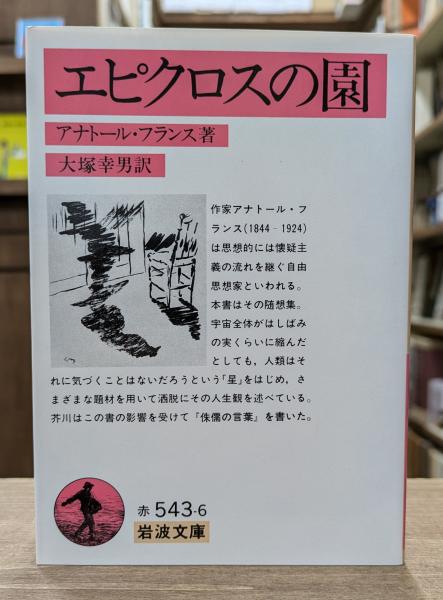 エピクロスの園
アナトール・フランス著
大塚幸男訳
作家アナトール・フ
ランス(1844‐1924)
は思想的には懐疑主
義の流れを継ぐ自由
思想家といわれる。
本書はその随想集。
宇宙全体がはしばみ
の実くらいに縮んだ
としても，人類はそ
れに気づくことはないだろうという「星」をはじめ，さ
まざまな題材を用いて洒脱にその人生観を述べている。
芥川はこの書の影響を受けて『侏儒の言葉』を書いた。
赤 543-6
岩波文庫